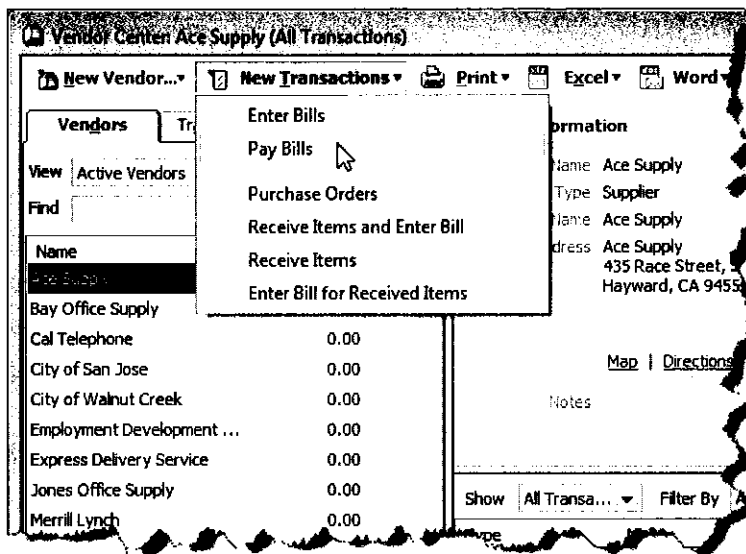 Vendor Center: Ace Supply (All Transactions)
New Vendor... New Transactions Print Excel Word
Vendors
View Active Vendors
Find
Name
Ace Supply
Bay Office Supply
Cal Telephone 0.00
City of San Jose 0.00
City of Walnut Creek 0.00
Employment Development ... 0.00
Express Delivery Service 0.00
Jones Office Supply 0.00
Merrill Lynch 0.00
Enter Bills
Pay Bills
Purchase Orders
Receive Items and Enter Bill
Receive Items
Enter Bill for Received Items
ormation
Name Ace Supply
Type Supplier
Name Ace Supply
dress Ace Supply
435 Race Street,
Hayward, CA 9455
Map | Directions
Notes
Show All Transa... Filter By